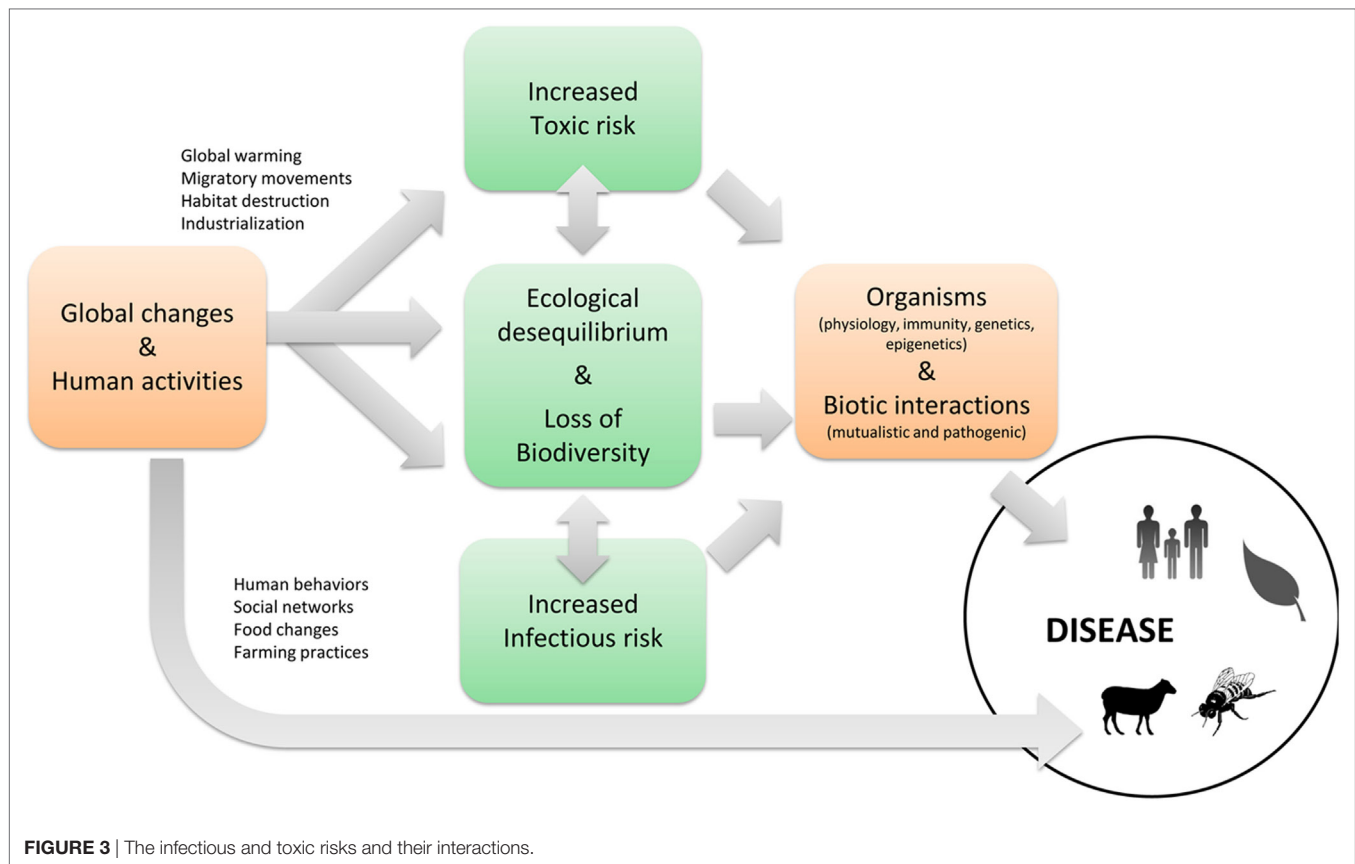 Increased
Toxic risk
Global warming
Migratory movements
Habitat destruction
Industrialization
Global changes
&
Human activities
Ecological
desequilibrium
&
Loss of
Biodiversity
Organisms
(physiology, immunity, genetics,
epigenetics)
&
Biotic interactions
(mutualistic and pathogenic)
Human behaviors
Social networks
Food changes
Farming practices
Increased
Infectious risk
DISEASE
FIGURE 3 | The infectious and toxic risks and their interactions.